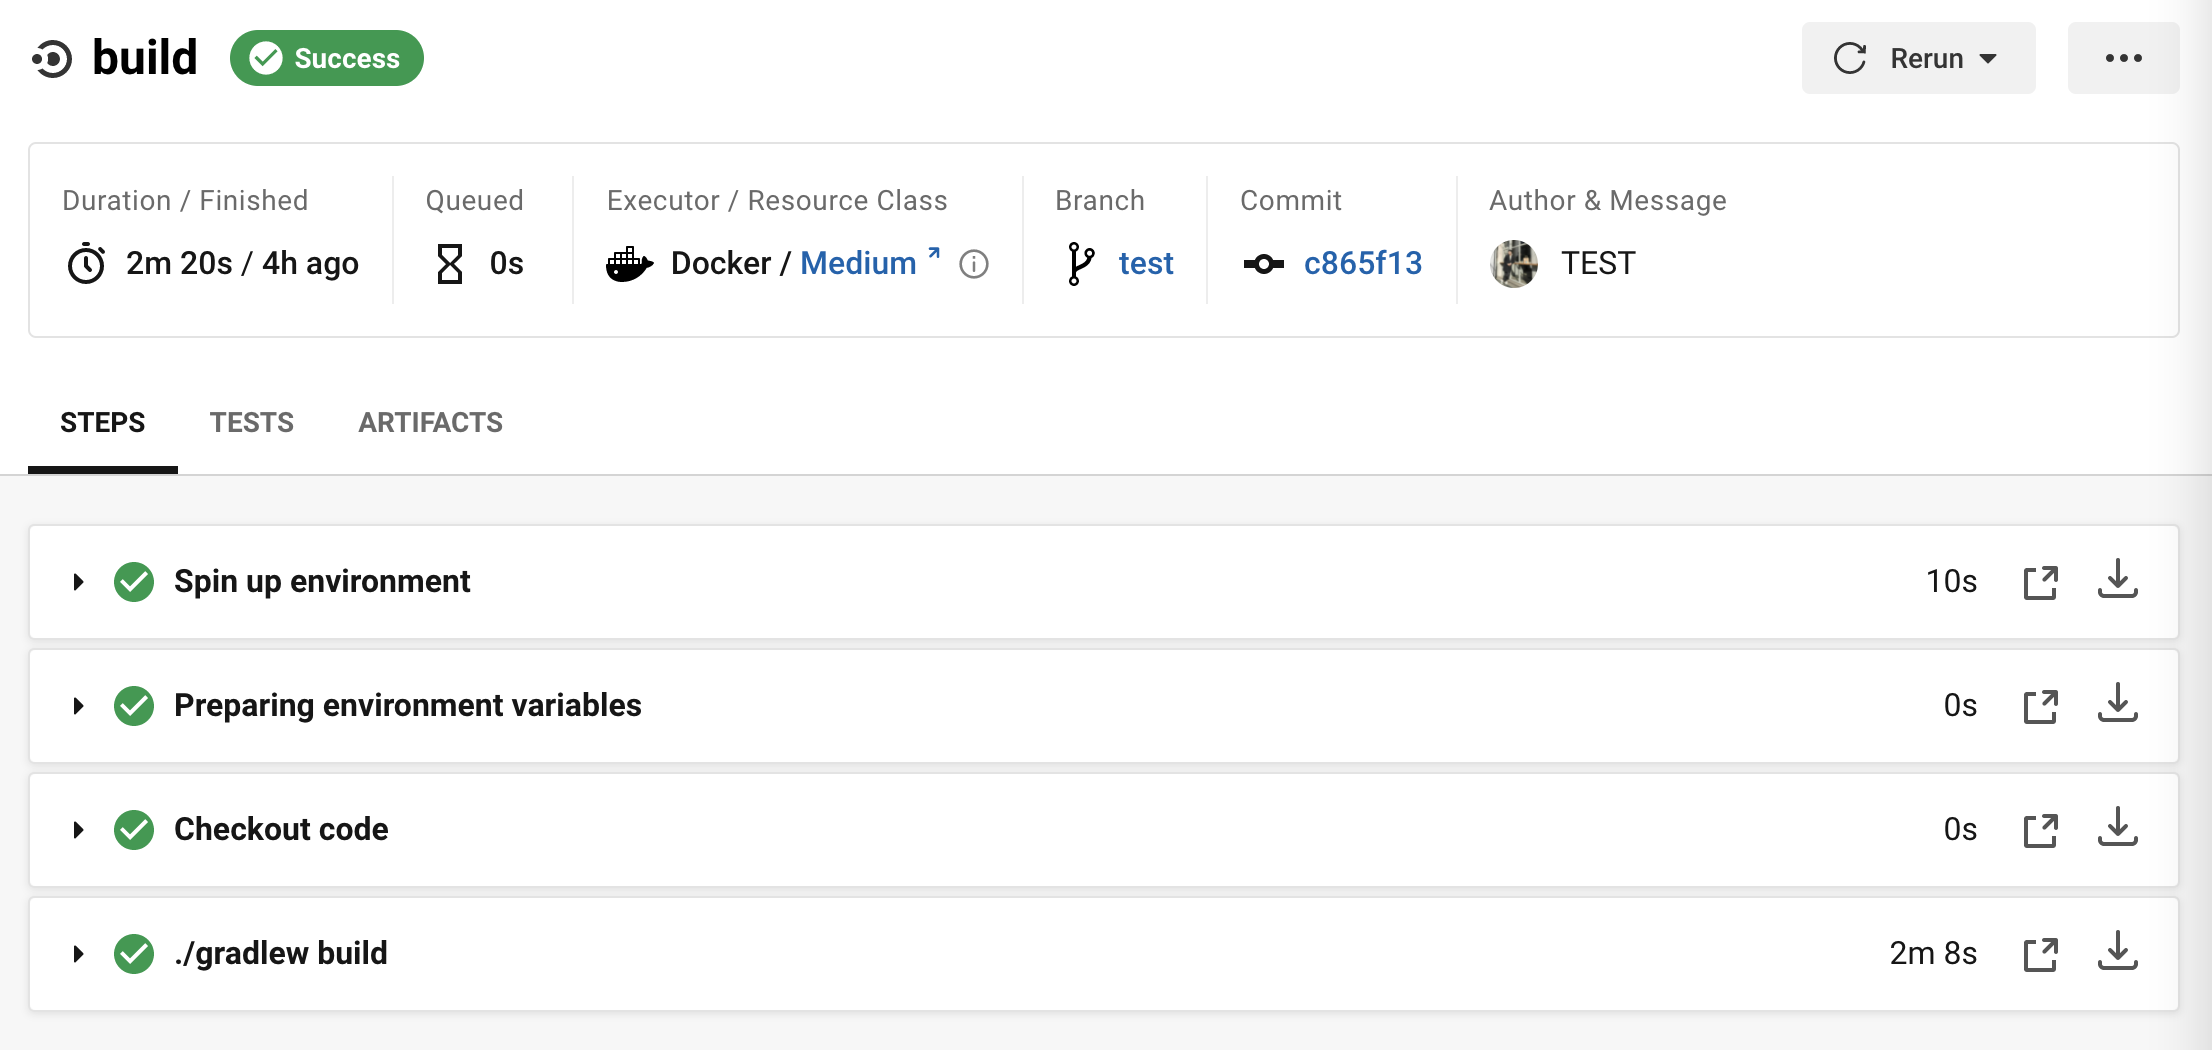 build Success Rerun
Duration / Finished Queued Executor / Resource Class Branch Commit Author & Message
2m 20s / 4h ago 0s Docker / Medium test c865f13 TEST
STEPS TESTS ARTIFACTS
Spin up environment 10s
Preparing environment variables 0s
Checkout code 0s
./gradlew build 2m 8s